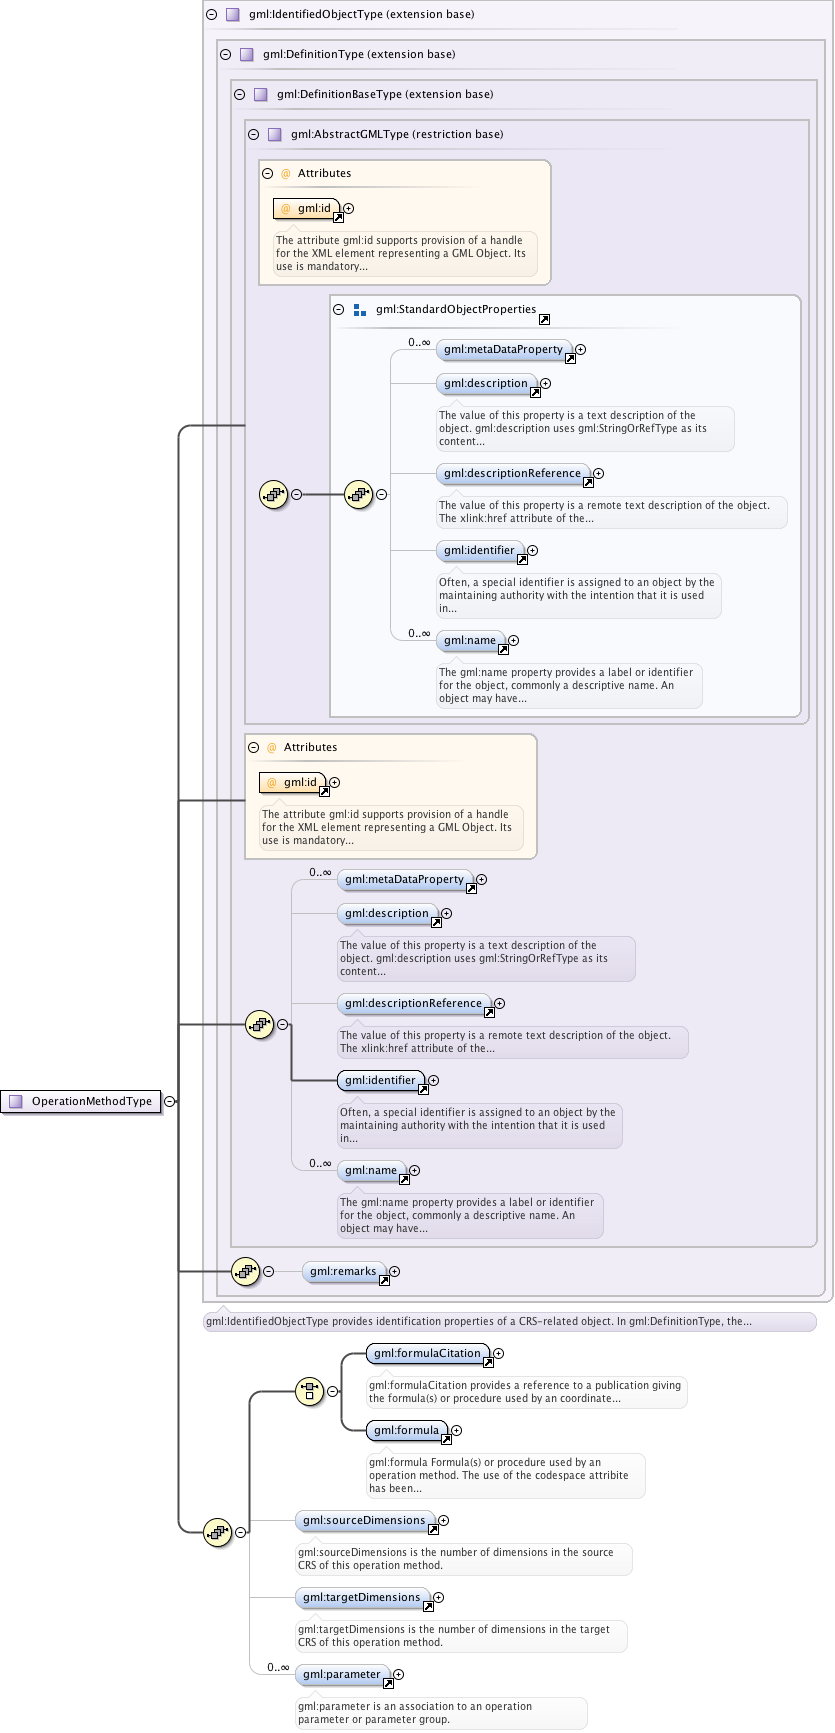 gml:IdentifiedObjectType (extension base)
gml:DefinitionType (extension base)
gml:DefinitionBaseType (extension base)
gml:AbstractGMLType (restriction base)
@ Attributes
@ gml:id
The attribute gml:id supports provision of a handle
for the XML element representing a GML Object. Its
use is mandatory...
gml:StandardObjectProperties
0..∞
gml:metaDataProperty
gml:description
The value of this property is a text description of the
object. gml:description uses gml:StringOrRefType as its
content...
gml:descriptionReference
The value of this property is a remote text description of the object.
The xlink:href attribute of the...
gml:identifier
Often, a special identifier is assigned to an object by the
maintaining authority with the intention that it is used
in...
0..∞
gml:name
The gml:name property provides a label or identifier
for the object, commonly a descriptive name. An
object may have...
@ Attributes
@ gml:id
The attribute gml:id supports provision of a handle
for the XML element representing a GML Object. Its
use is mandatory...
0..∞
gml:metaDataProperty
gml:description
The value of this property is a text description of the
object. gml:description uses gml:StringOrRefType as its
content...
gml:descriptionReference
The value of this property is a remote text description of the object.
The xlink:href attribute of the...
gml:identifier
OperationMethodType
Often, a special identifier is assigned to an object by the
maintaining authority with the intention that it is used
in...
0..∞
gml:name
The gml:name property provides a label or identifier
for the object, commonly a descriptive name. An
object may have...
gml:remarks
gml:IdentifiedObjectType provides identification properties of a CRS-related object. In gml:DefinitionType, the...
gml:formulaCitation
gml:formulaCitation provides a reference to a publication giving
the formula(s) or procedure used by an coordinate...
gml:formula
gml:formula Formula(s) or procedure used by an
operation method. The use of the codespace attribite
has been...
gml:sourceDimensions
gml:sourceDimensions is the number of dimensions in the source
CRS of this operation method.
gml:targetDimensions
gml:targetDimensions is the number of dimensions in the target
CRS of this operation method.
0..∞
gml:parameter
gml:parameter is an association to an operation
parameter or parameter group.